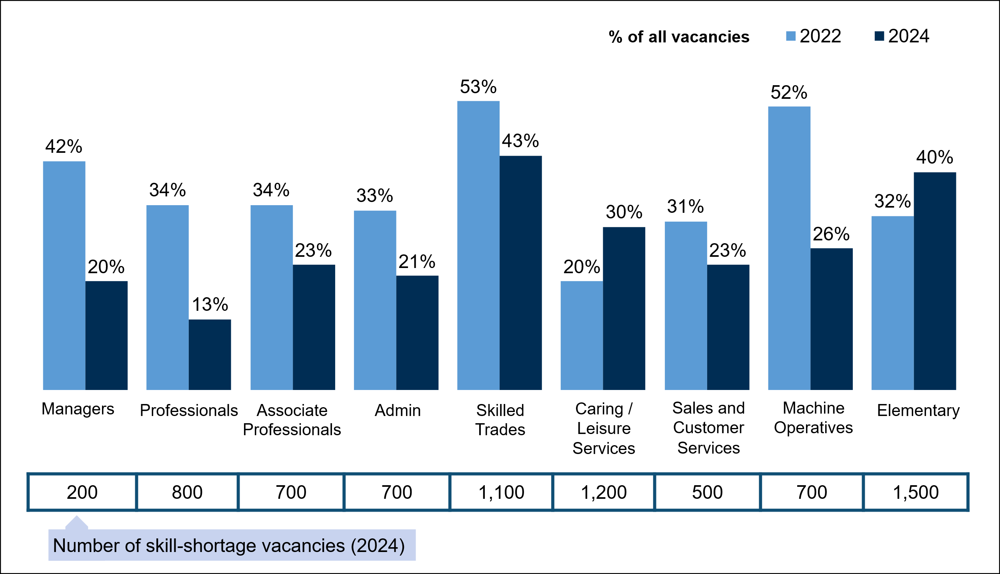 % of all vacancies 2022 2024
53%
52%
42%
43%
40%
34%
34%
33%
30%
31%
32%
20%
13%
23%
21%
20%
23%
26%
Managers
Professionals
Associate
Professionals
Admin
Skilled
Trades
Caring /
Leisure
Services
Sales and
Customer
Services
Machine
Operatives
Elementary
200 800 700 700 1,100 1,200 500 700 1,500
Number of skill-shortage vacancies (2024)